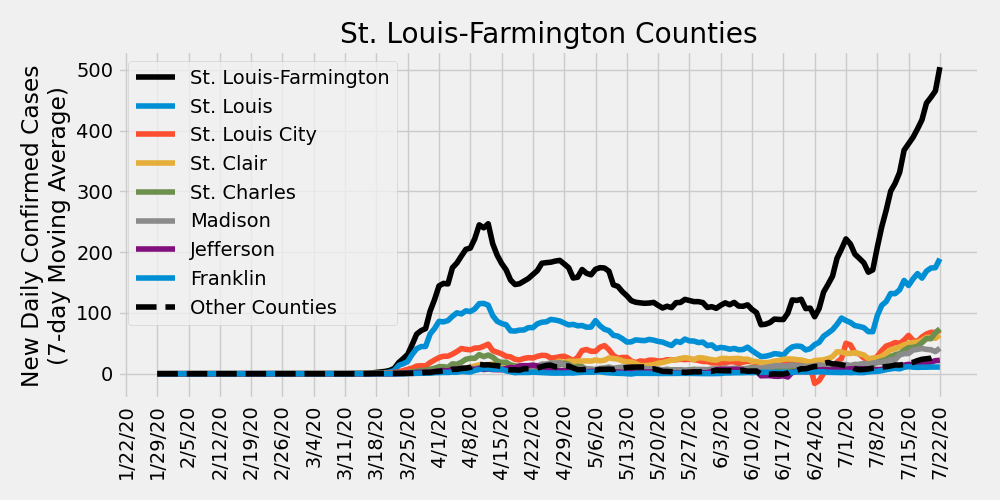 St. Louis-Farmington Counties
New Daily Confirmed Cases
(7-day Moving Average)
500
400
300
200
100
0
St. Louis-Farmington
St. Louis
St. Louis City
St. Clair
St. Charles
Madison
Jefferson
Franklin
Other Counties
1/22/20
1/29/20
2/5/20
2/12/20
2/19/20
2/26/20
3/4/20
3/11/20
3/18/20
3/25/20
4/1/20
4/8/20
4/15/20
4/22/20
4/29/20
5/6/20
5/13/20
5/20/20
5/27/20
6/3/20
6/10/20
6/17/20
6/24/20
7/1/20
7/8/20
7/15/20
7/22/20